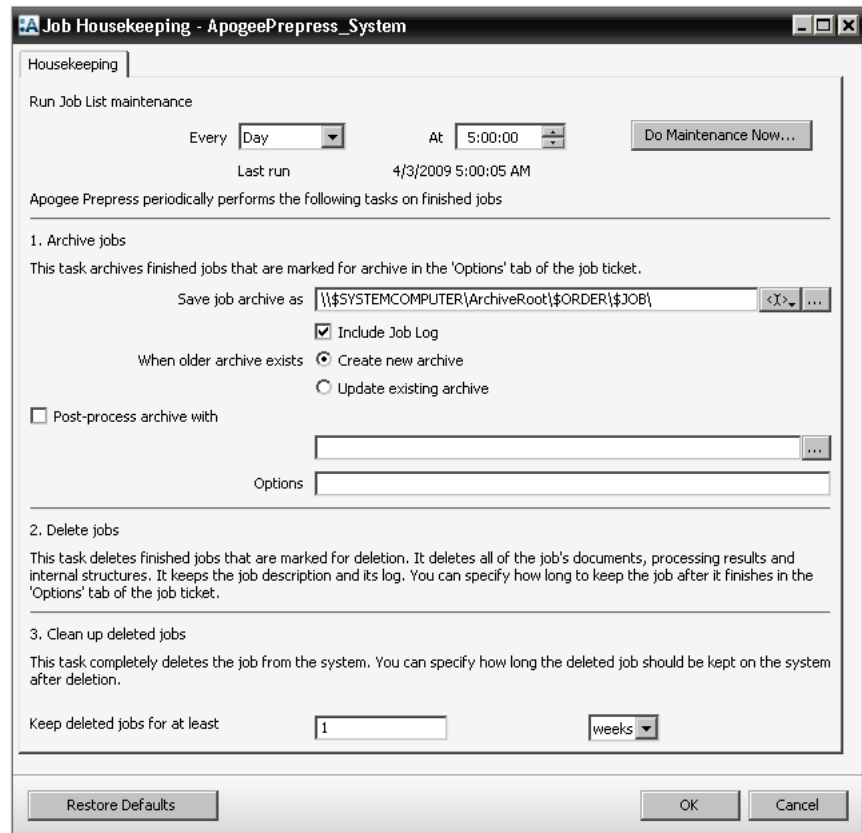 :A Job Housekeeping - ApogeePrepress_System
Housekeeping
Run Job List maintenance
Every Day At 5:00:00 Do Maintenance Now...
Last run 4/3/2009 5:00:05 AM
Apogee Prepress periodically performs the following tasks on finished jobs
1. Archive jobs
This task archives finished jobs that are marked for archive in the 'Options' tab of the job ticket.
Save job archive as \\$SYSTEMCOMPUTER\ArchiveRoot\$ORDER\$JOB\ <I> ...
Include Job Log
When older archive exists Create new archive
Update existing archive
Post-process archive with
...
Options
2. Delete jobs
This task deletes finished jobs that are marked for deletion. It deletes all of the job's documents, processing results and
internal structures. It keeps the job description and its log. You can specify how long to keep the job after it finishes in the
'Options' tab of the job ticket.
3. Clean up deleted jobs
This task completely deletes the job from the system. You can specify how long the deleted job should be kept on the system
after deletion.
Keep deleted jobs for at least 1 weeks
Restore Defaults OK Cancel